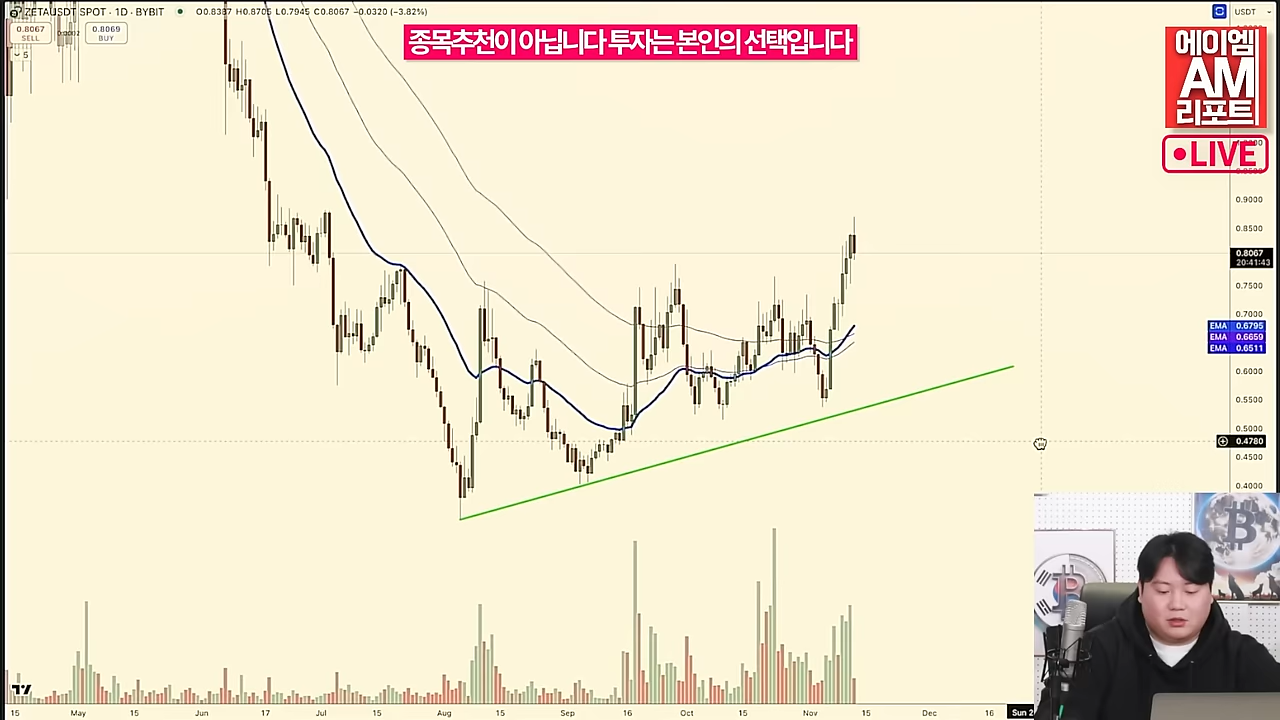 ZETAUSDT SPOT · 1D · BYBIT
O0.8387 H0.8705 L0.7945 C0.8067 −0.0320 (−3.82%)
0.8067
SELL
0.0002
0.8069
BUY
5
종목추천이 아닙니다 투자는 본인의 선택입니다
USDT
에이엠
AM
리포트
LIVE
0.9000
0.8500
0.8067
20:41:43
0.7500
0.7000
EMA 0.6795
EMA 0.6659
EMA 0.6511
0.6000
0.5500
0.5000
0.4780
0.4500
0.4000
15 May 15 Jun 17 Jul 15 Aug 15 Sep 16 Oct 15 Nov 15 Dec 16 Sun 2